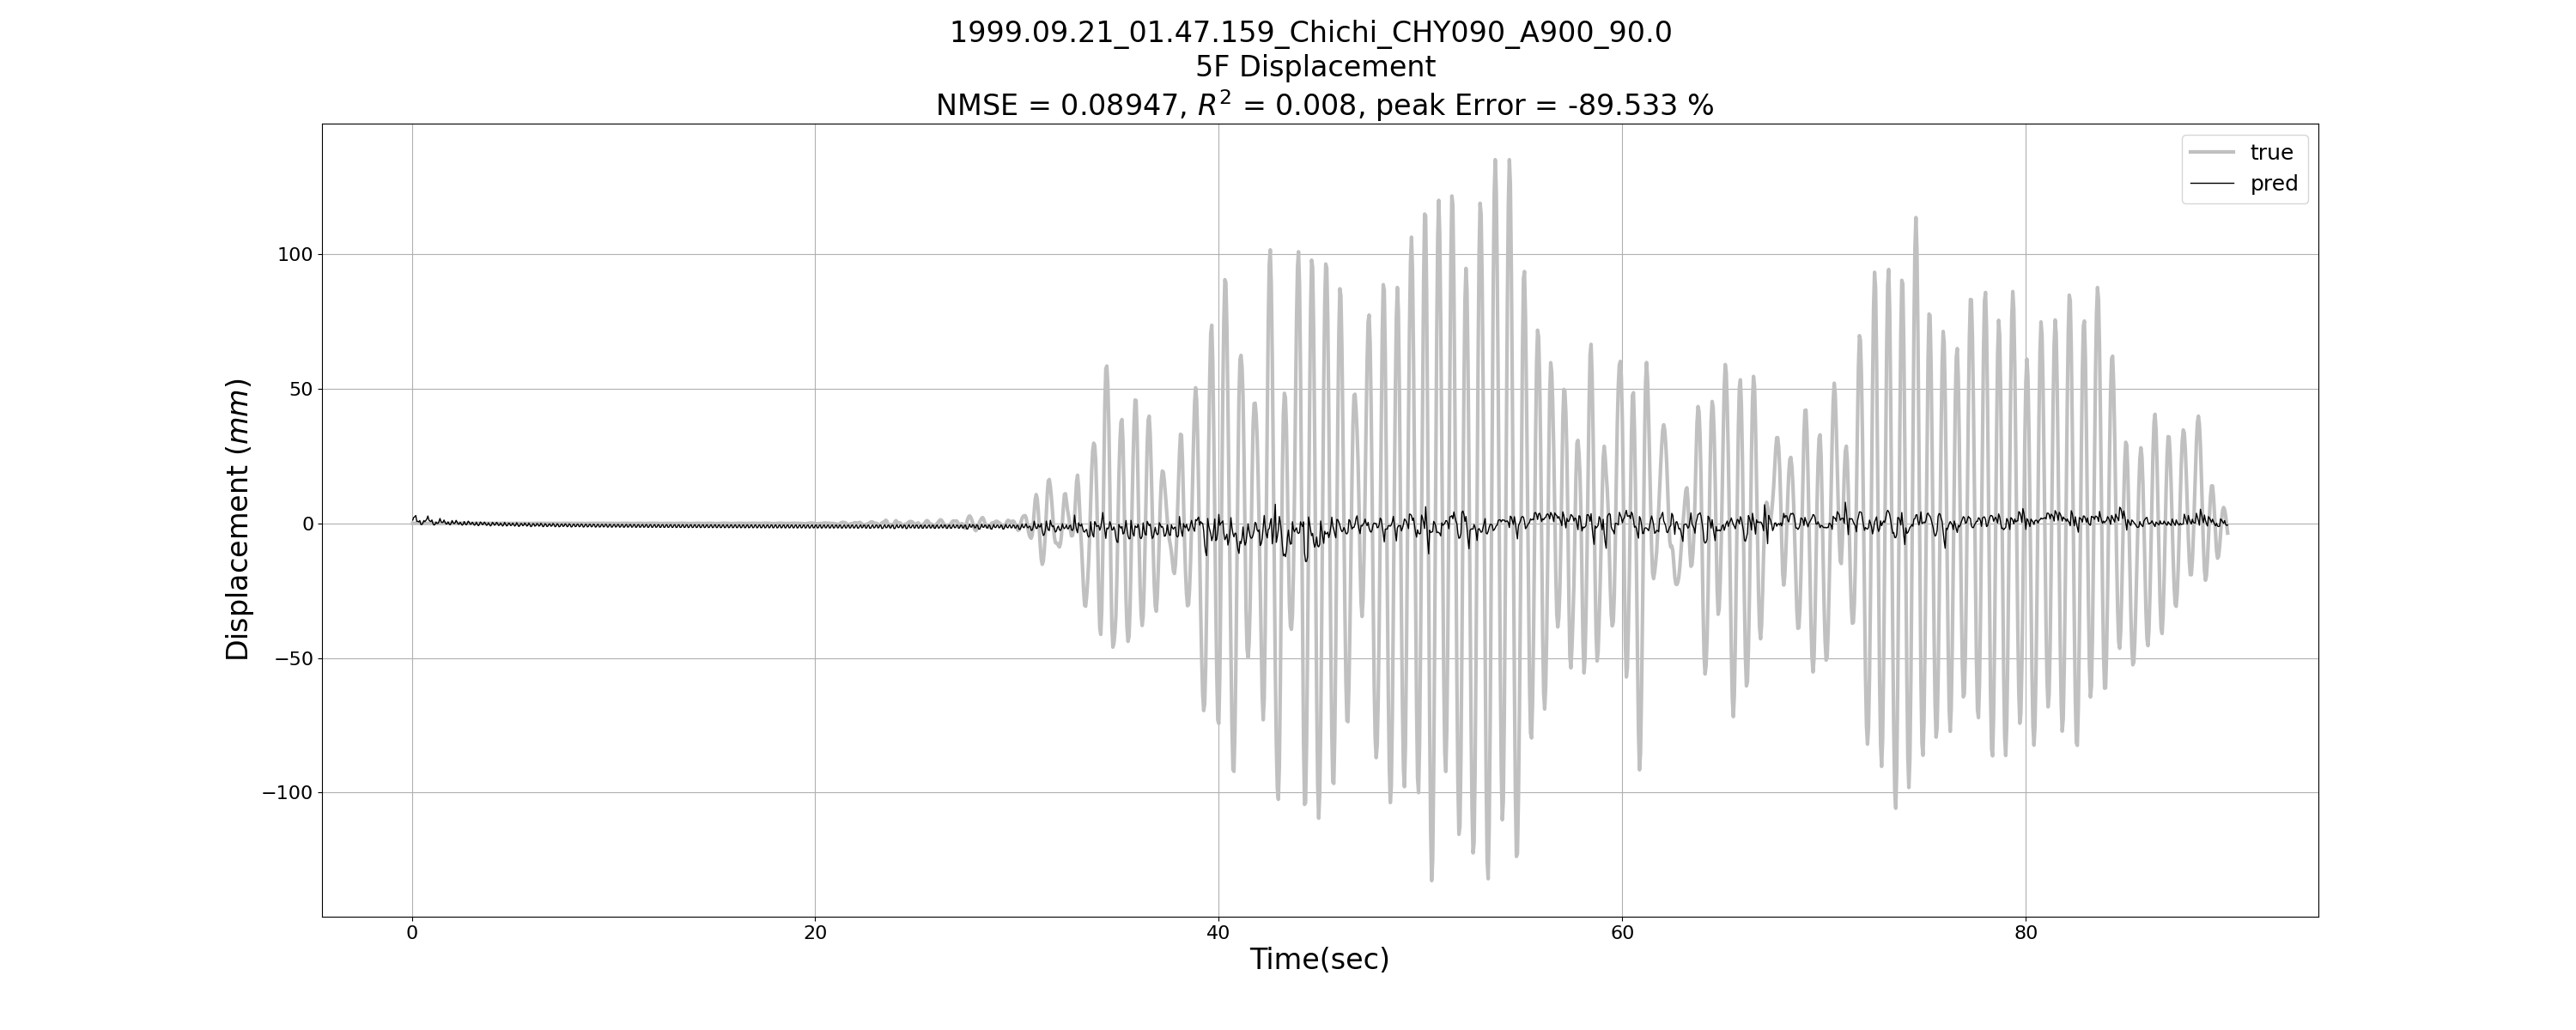 1999.09.21_01.47.159_Chichi_CHY090_A900_90.0
5F Displacement
NMSE = 0.08947, R² = 0.008, peak Error = -89.533 %
true
pred
Displacement (mm)
100
50
0
−50
−100
0 20 40 60 80
Time(sec)